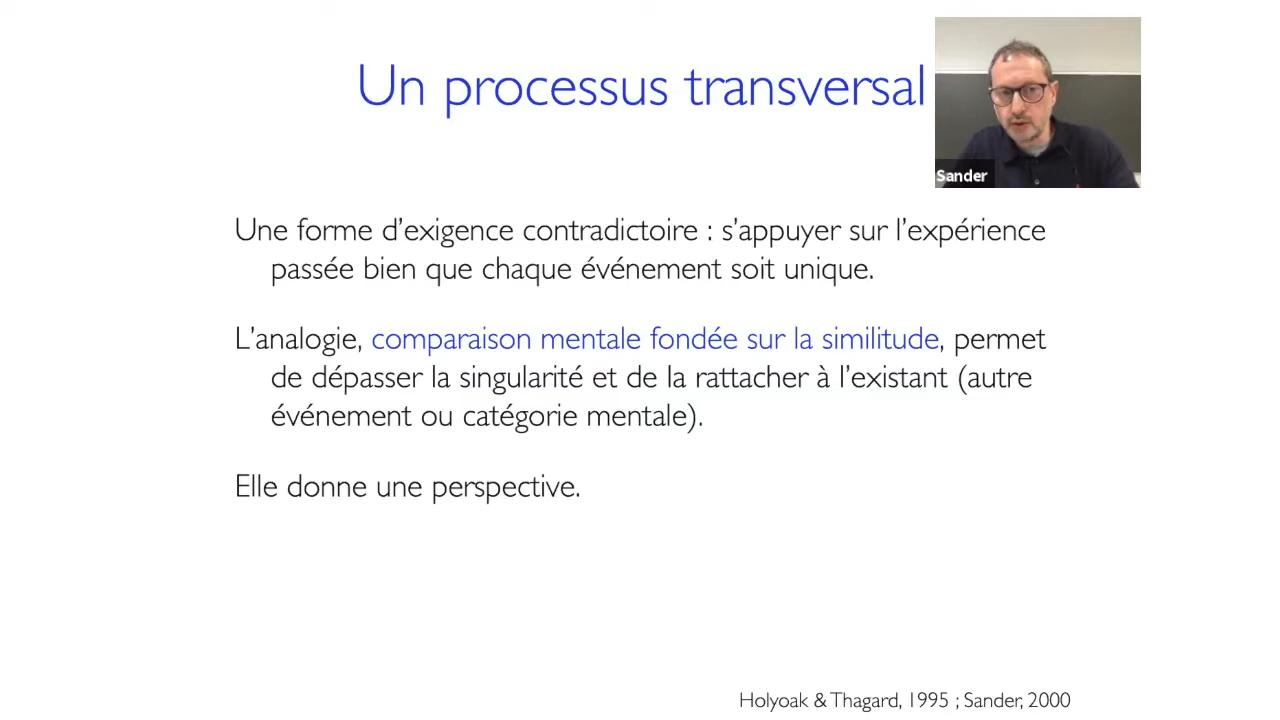 Un processus transversal
Sander
Une forme d’exigence contradictoire : s’appuyer sur l’expérience
passée bien que chaque événement soit unique.
L’analogie, comparaison mentale fondée sur la similitude, permet
de dépasser la singularité et de la rattacher à l’existant (autre
événement ou catégorie mentale).
Elle donne une perspective.
Holyoak & Thagard, 1995 ; Sander, 2000